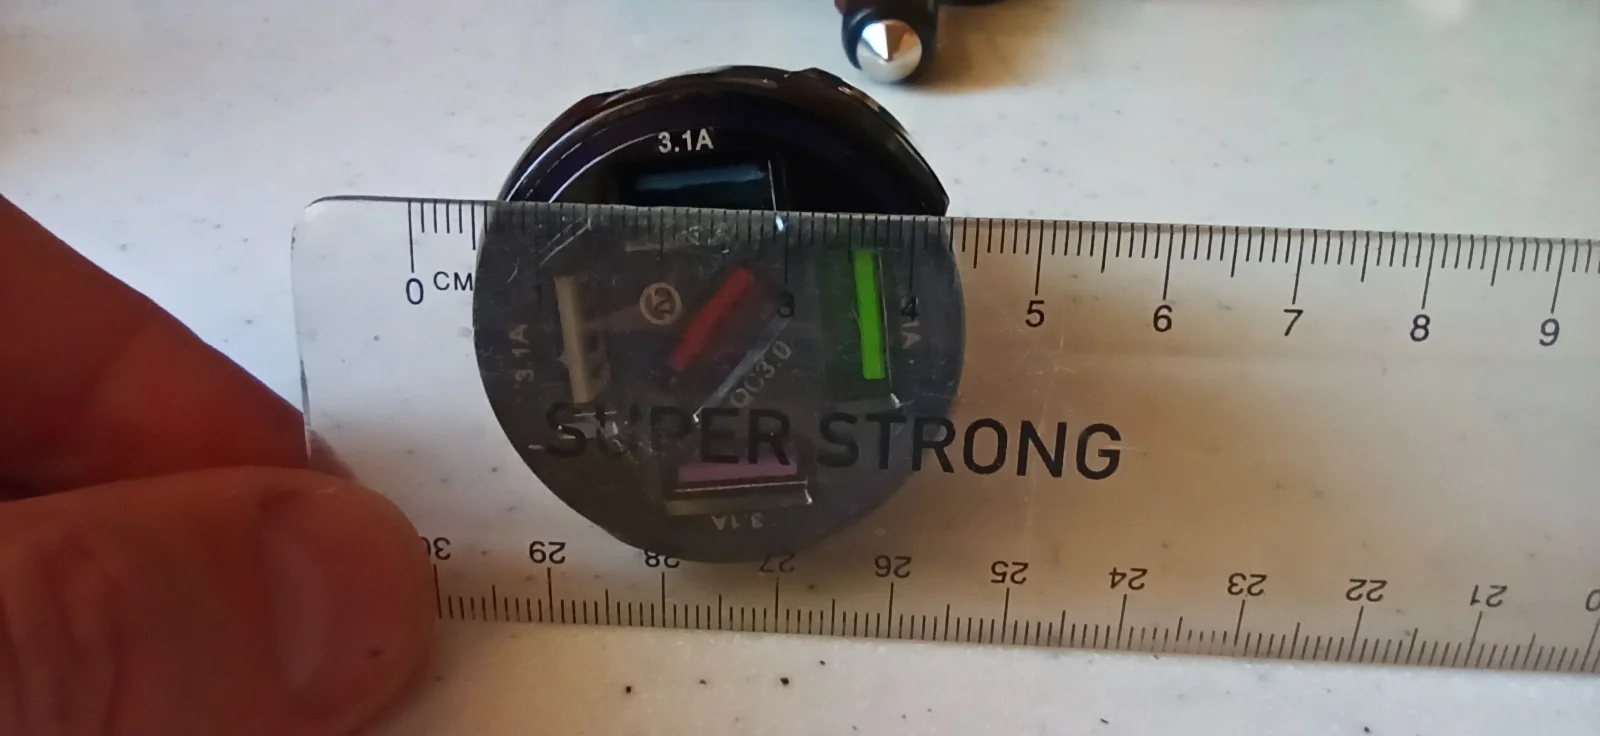 3.1A
0 CM 1 2 3 4 5 6 7 8 9
3.1A
1A
QC3.0
SUPER STRONG
3.1A
30 29 28 27 26 25 24 23 22 21